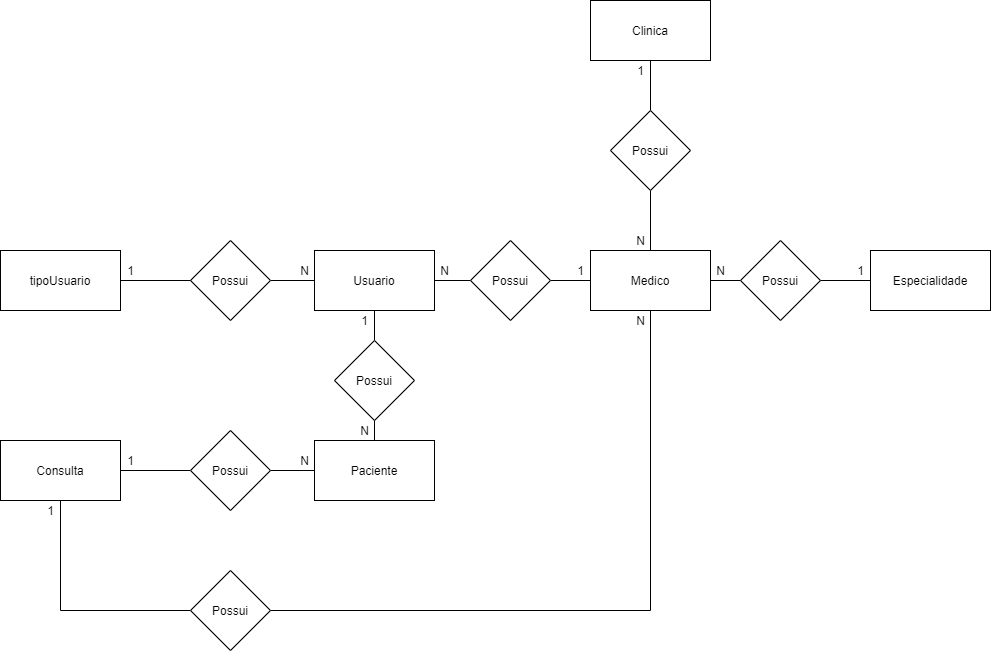 Clinica
1
Possui
N
tipoUsuario
1
Possui
N
Usuario
N
Possui
1
Medico
N
Possui
1
Especialidade
1
N
Possui
N
Consulta
1
Possui
N
Paciente
1
Possui